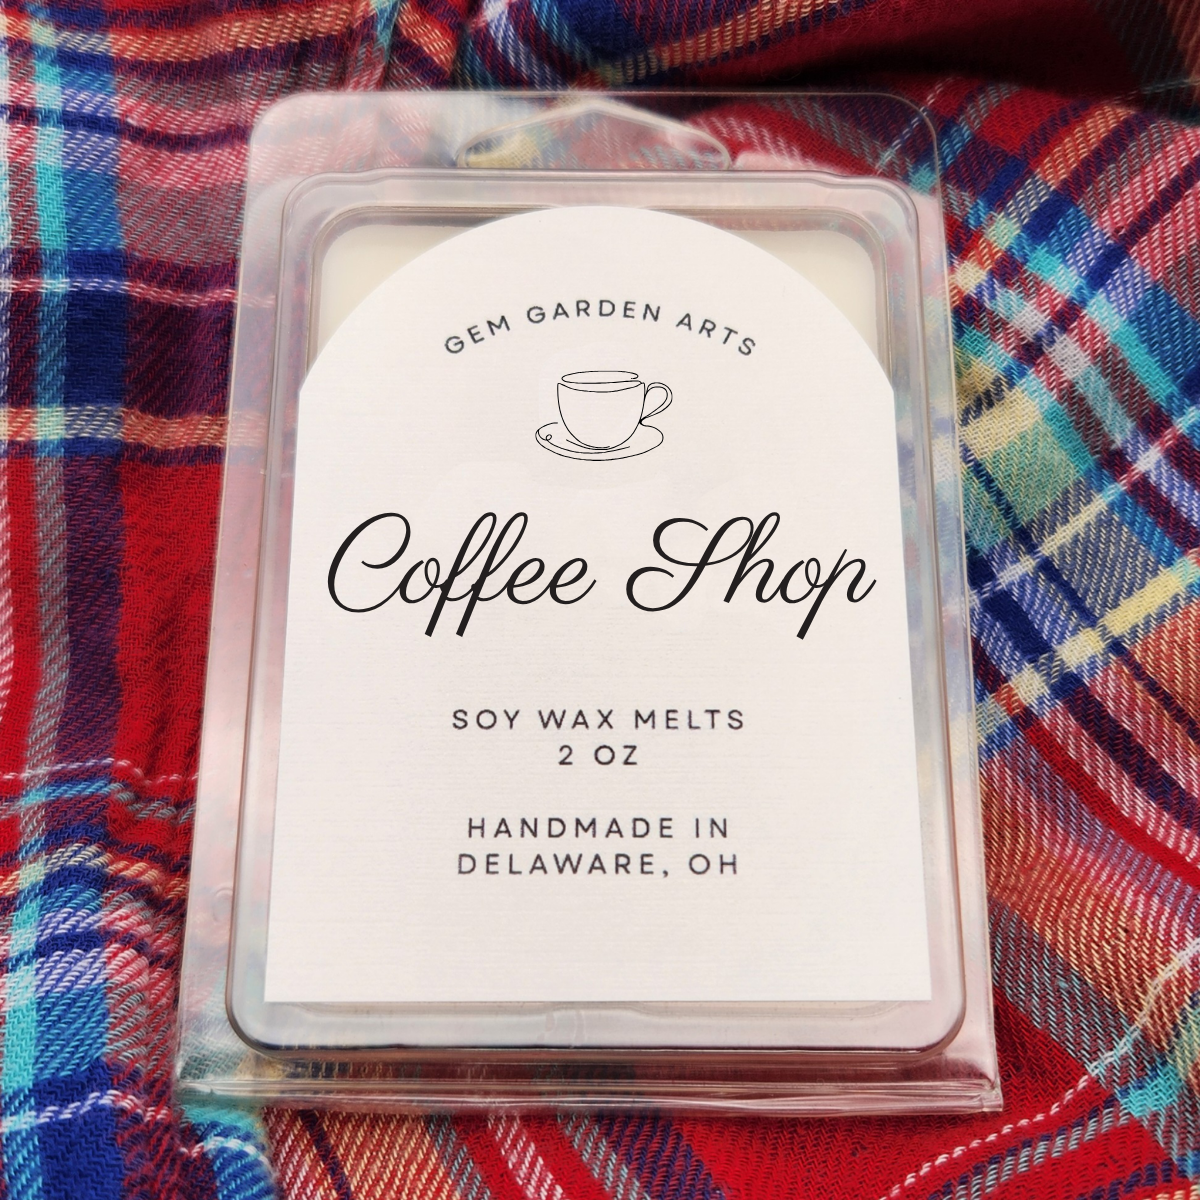 GEM GARDEN ARTS
Coffee Shop
SOY WAX MELTS
2 OZ
HANDMADE IN
DELAWARE, OH